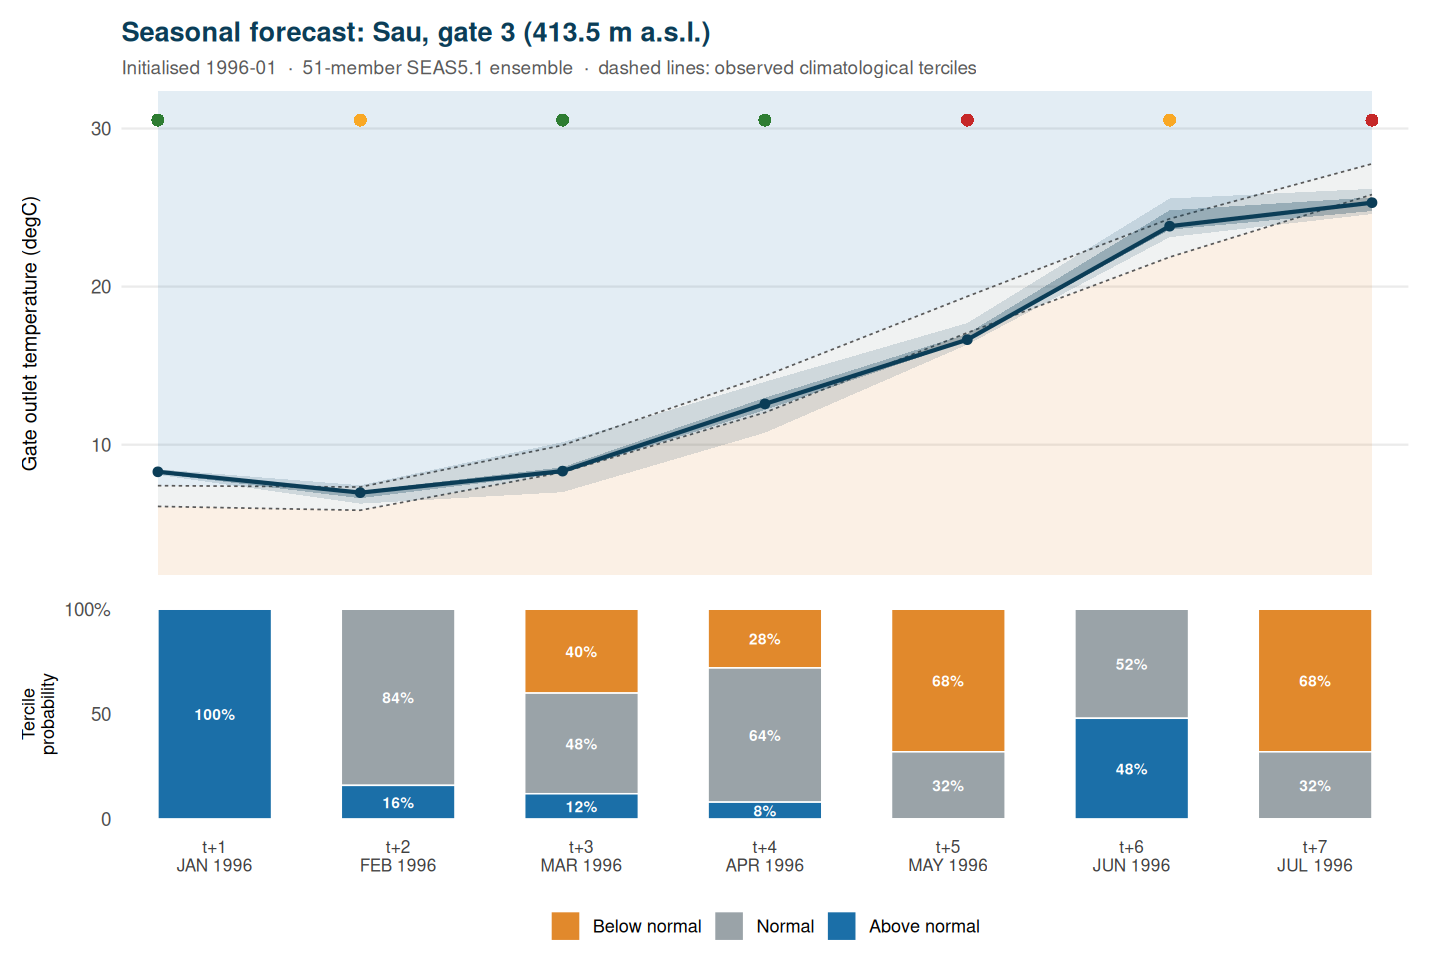 Seasonal forecast: Sau, gate 3 (413.5 m a.s.l.)
Initialised 1996-01 · 51-member SEAS5.1 ensemble · dashed lines: observed climatological terciles
Gate outlet temperature (degC)
30
20
10
Tercile
probability
100%
50
0
100%
84%
16%
40%
48%
12%
28%
64%
8%
68%
32%
52%
48%
68%
32%
t+1
JAN 1996
t+2
FEB 1996
t+3
MAR 1996
t+4
APR 1996
t+5
MAY 1996
t+6
JUN 1996
t+7
JUL 1996
Below normal
Normal
Above normal